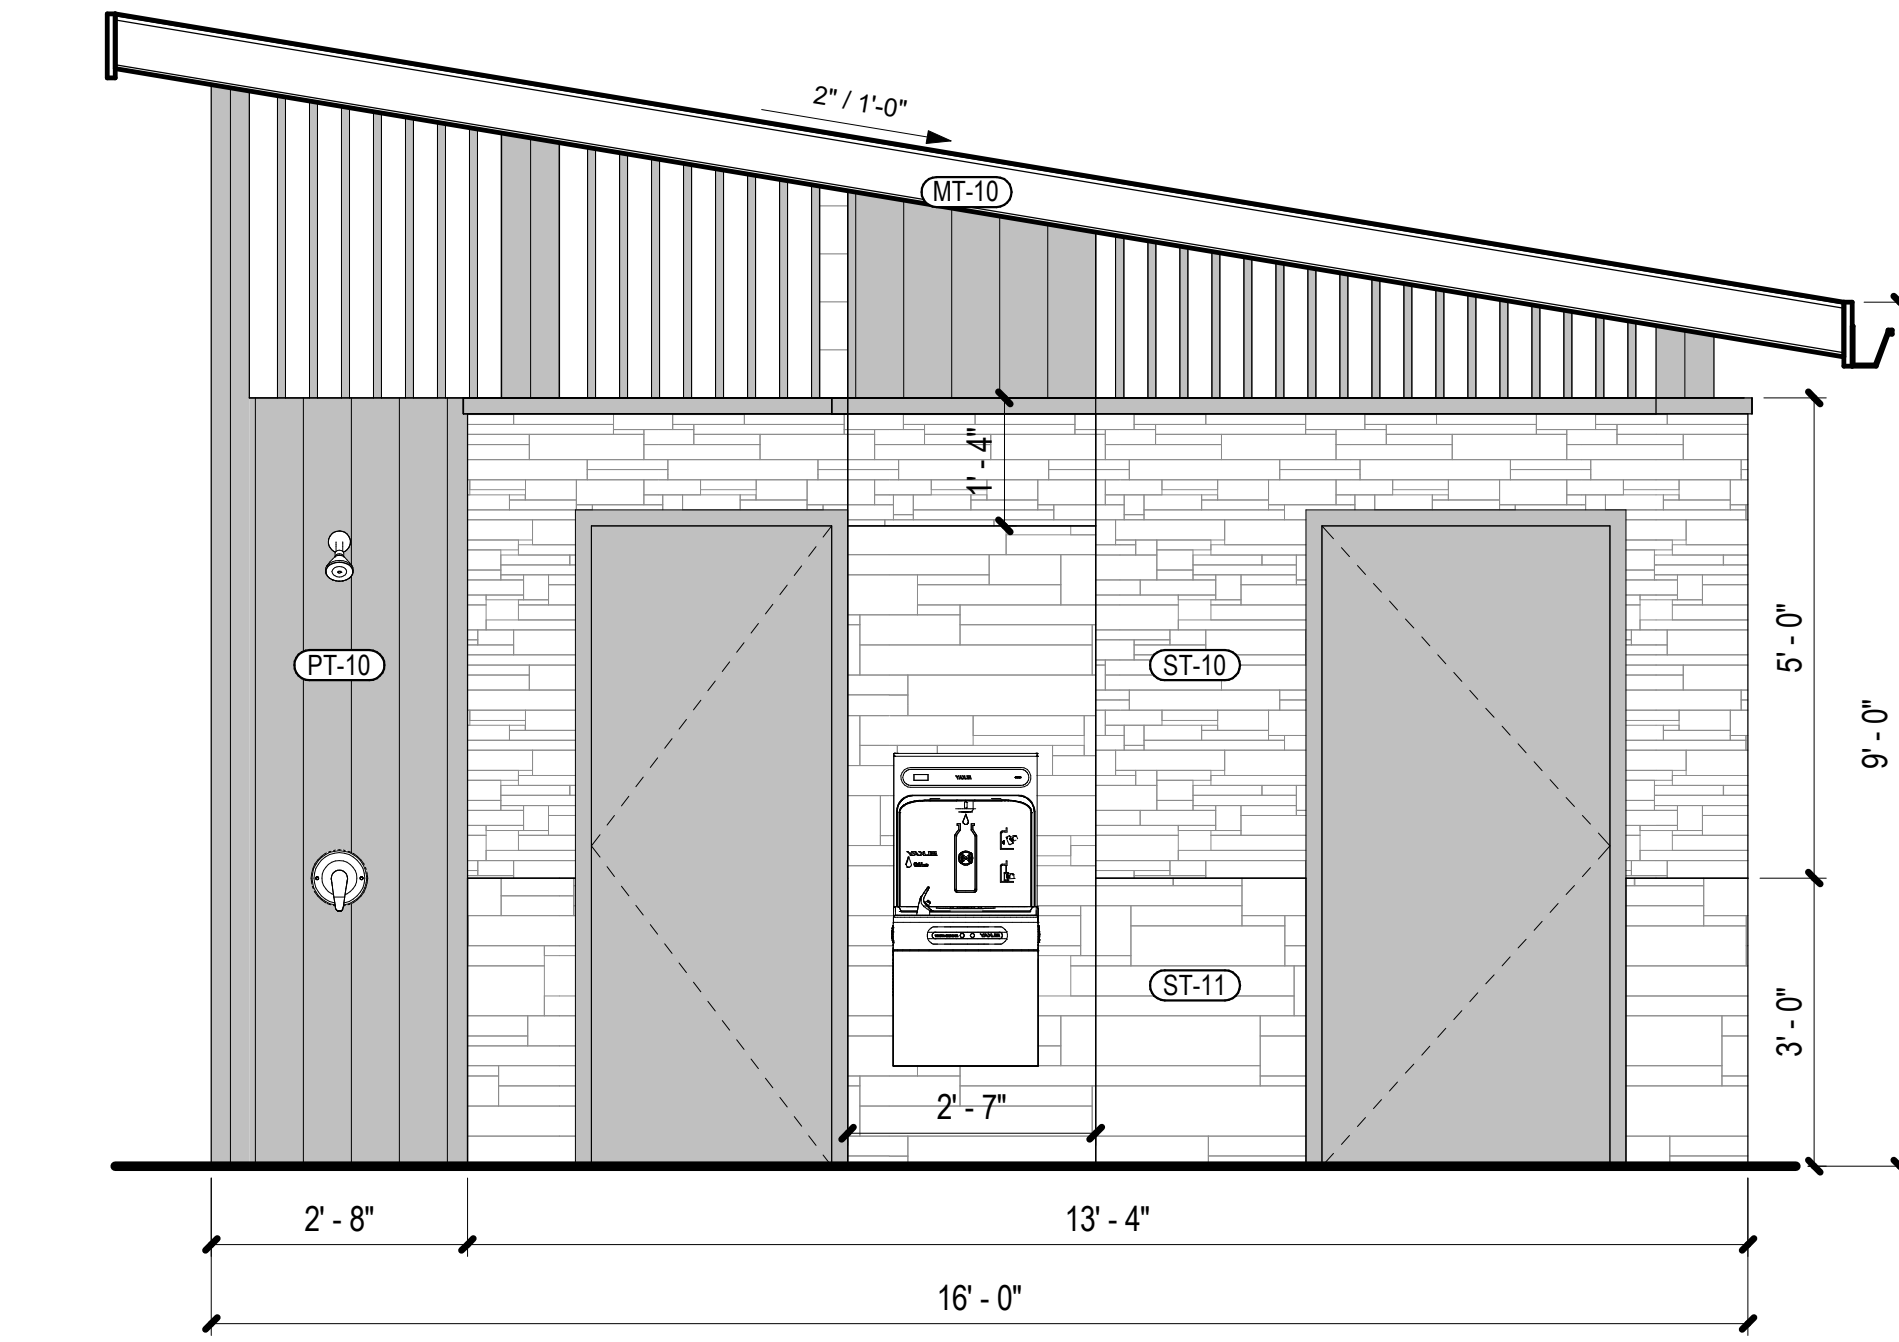 2" / 1'-0"
MT-10
1' - 4"
PT-10
ST-10
5' - 0"
9' - 0"
ST-11
3' - 0"
2' - 7"
2' - 8"
13' - 4"
16' - 0"